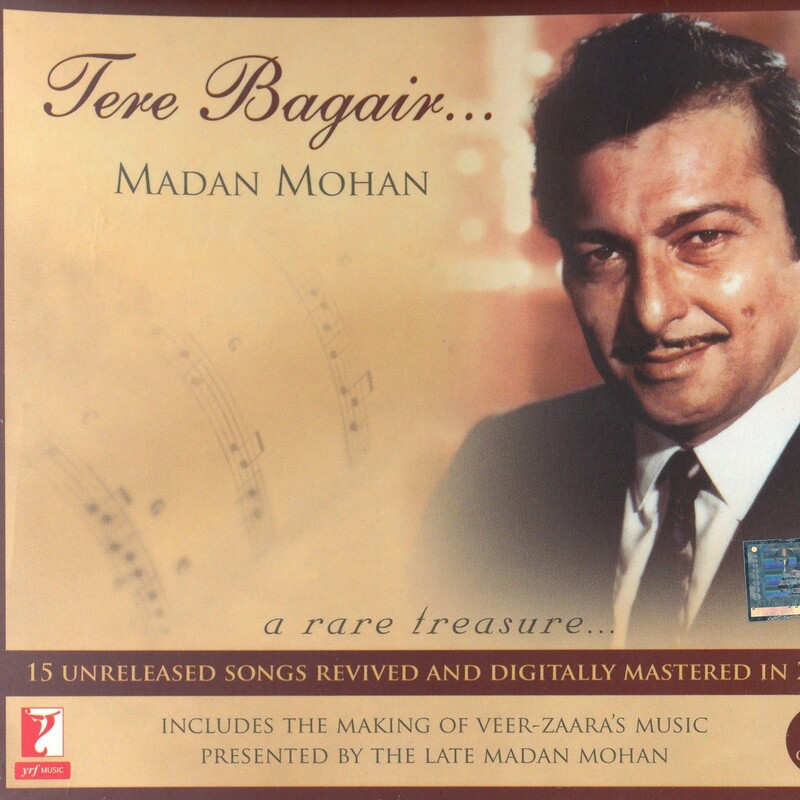 Tere Bagair...
MADAN MOHAN
a rare treasure...
15 UNRELEASED SONGS REVIVED AND DIGITALLY MASTERED IN
INCLUDES THE MAKING OF VEER-ZAARA'S MUSIC
PRESENTED BY THE LATE MADAN MOHAN
yrf MUSIC